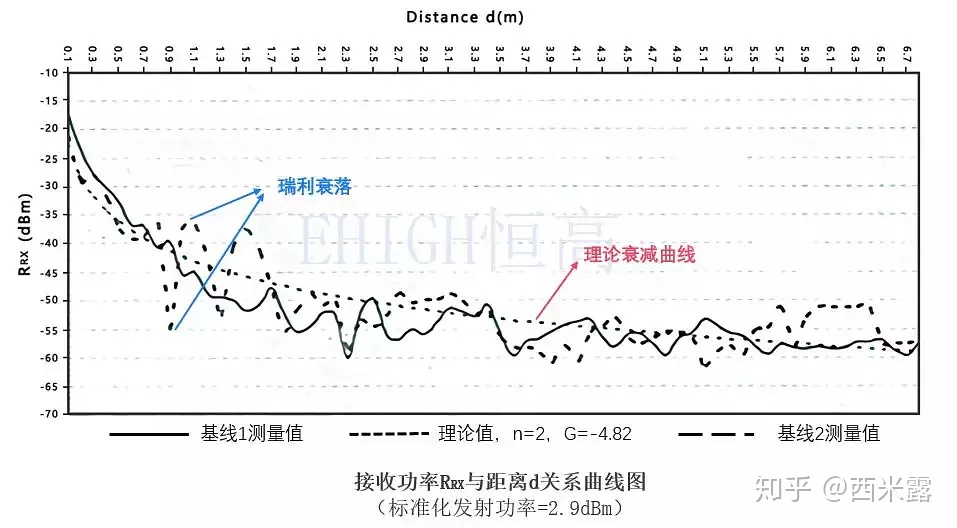 Distance d(m)
0.1 0.3 0.5 0.7 0.9 1.1 1.3 1.5 1.7 1.9 2.1 2.3 2.5 2.7 2.9 3.1 3.3 3.5 3.7 3.9 4.1 4.3 4.5 4.7 4.9 5.1 5.3 5.5 5.7 5.9 6.1 6.3 6.5 6.7
-10
-15
-20
-25
-30
-35
-40
-45
-50
-55
-60
-65
-70
RRX (dBm)
瑞利衰落
EHIGH恒高
理论衰减曲线
基线1测量值 理论值，n=2，G=-4.82 基线2测量值
接收功率RRX与距离d关系曲线图
（标准化发射功率=2.9dBm）
知乎 @西米露